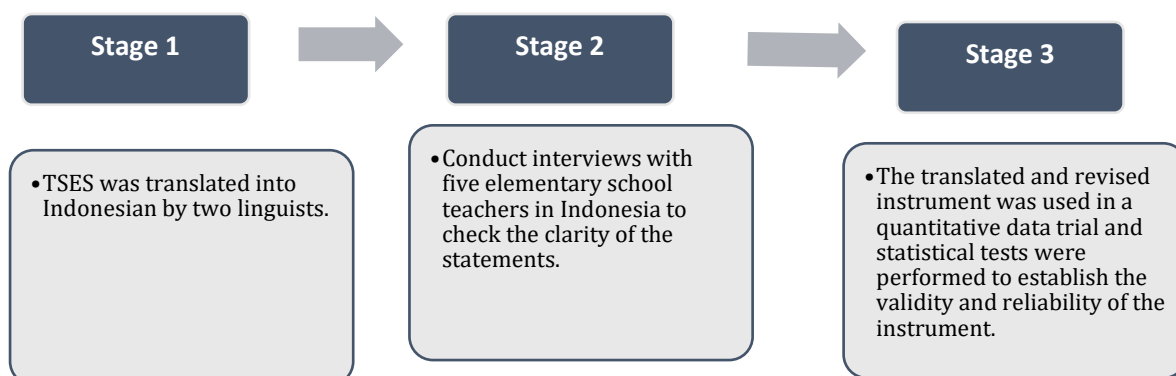 Stage 1
Stage 2
Stage 3
•TSES was translated into
Indonesian by two linguists.
•Conduct interviews with
five elementary school
teachers in Indonesia to
check the clarity of the
statements.
•The translated and revised
instrument was used in a
quantitative data trial and
statistical tests were
performed to establish the
validity and reliability of the
instrument.